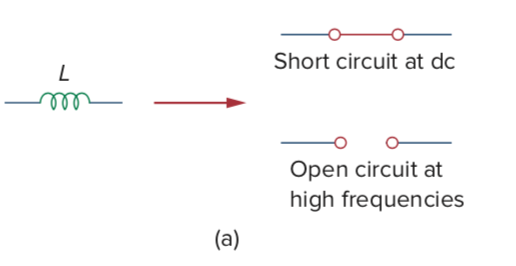 L
Short circuit at dc
Open circuit at
high frequencies
(a)